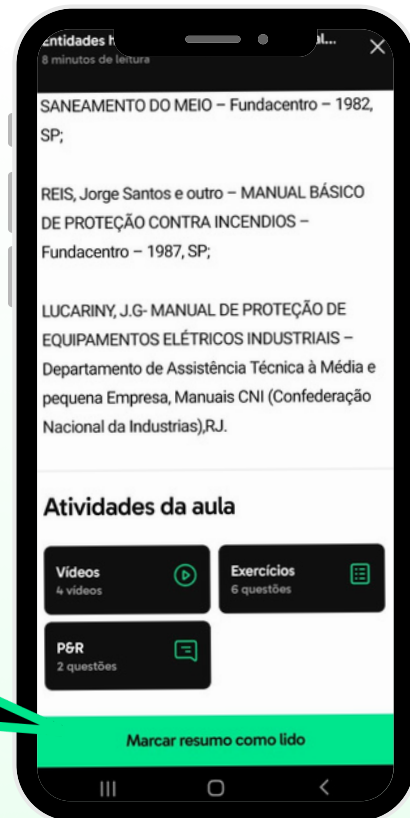 Entidades h al...
8 minutos de leitura
SANEAMENTO DO MEIO – Fundacentro – 1982,
SP;
REIS, Jorge Santos e outro – MANUAL BÁSICO
DE PROTEÇÃO CONTRA INCENDIOS –
Fundacentro – 1987, SP;
LUCARINY, J.G- MANUAL DE PROTEÇÃO DE
EQUIPAMENTOS ELÉTRICOS INDUSTRIAIS –
Departamento de Assistência Técnica à Média e
pequena Empresa, Manuais CNI (Confederação
Nacional da Industrias),RJ.
Atividades da aula
Vídeos
4 vídeos
Exercícios
6 questões
P&R
2 questões
Marcar resumo como lido